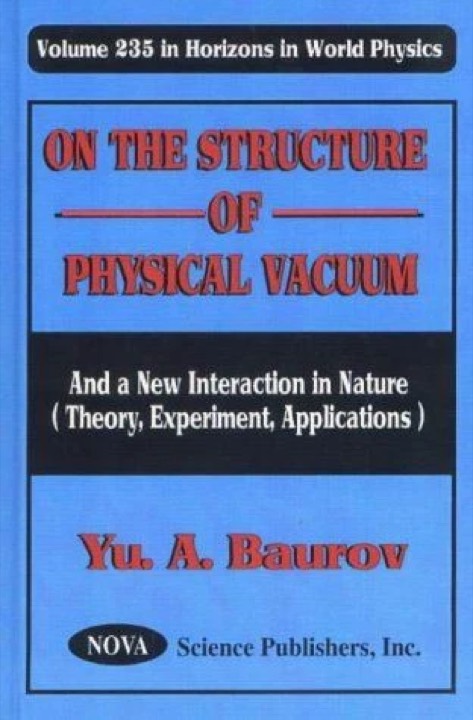 Volume 235 in Horizons in World Physics
ON THE STRUCTURE
OF
PHYSICAL VACUUM
And a New Interaction in Nature
( Theory, Experiment, Applications )
Yu. A. Baurov
NOVA Science Publishers, Inc.